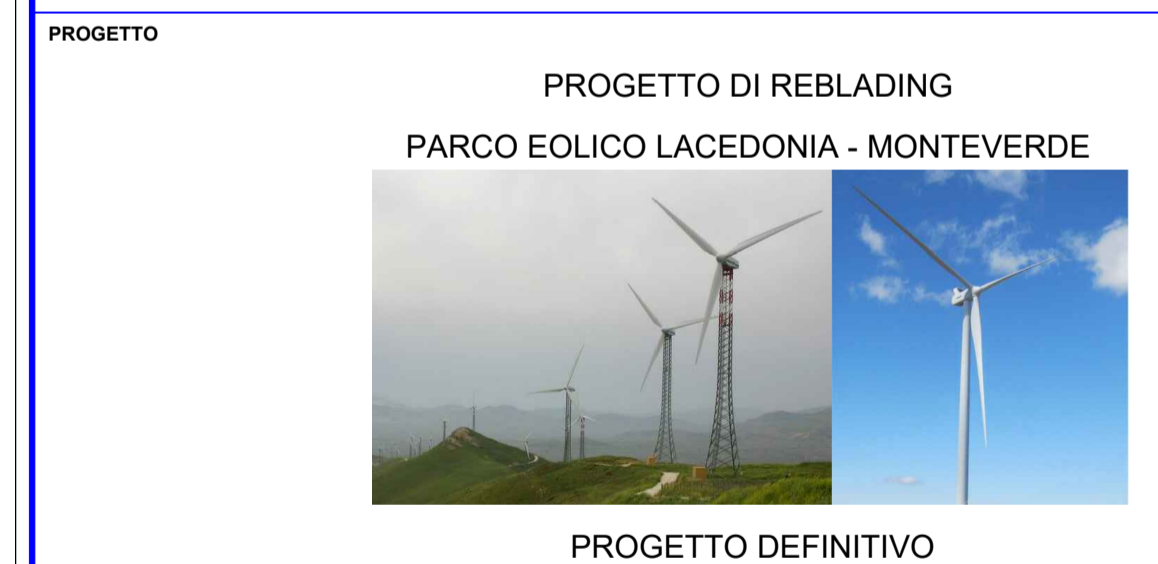 PROGETTO
PROGETTO DI REBLADING
PARCO EOLICO LACEDONIA - MONTEVERDE
PROGETTO DEFINITIVO